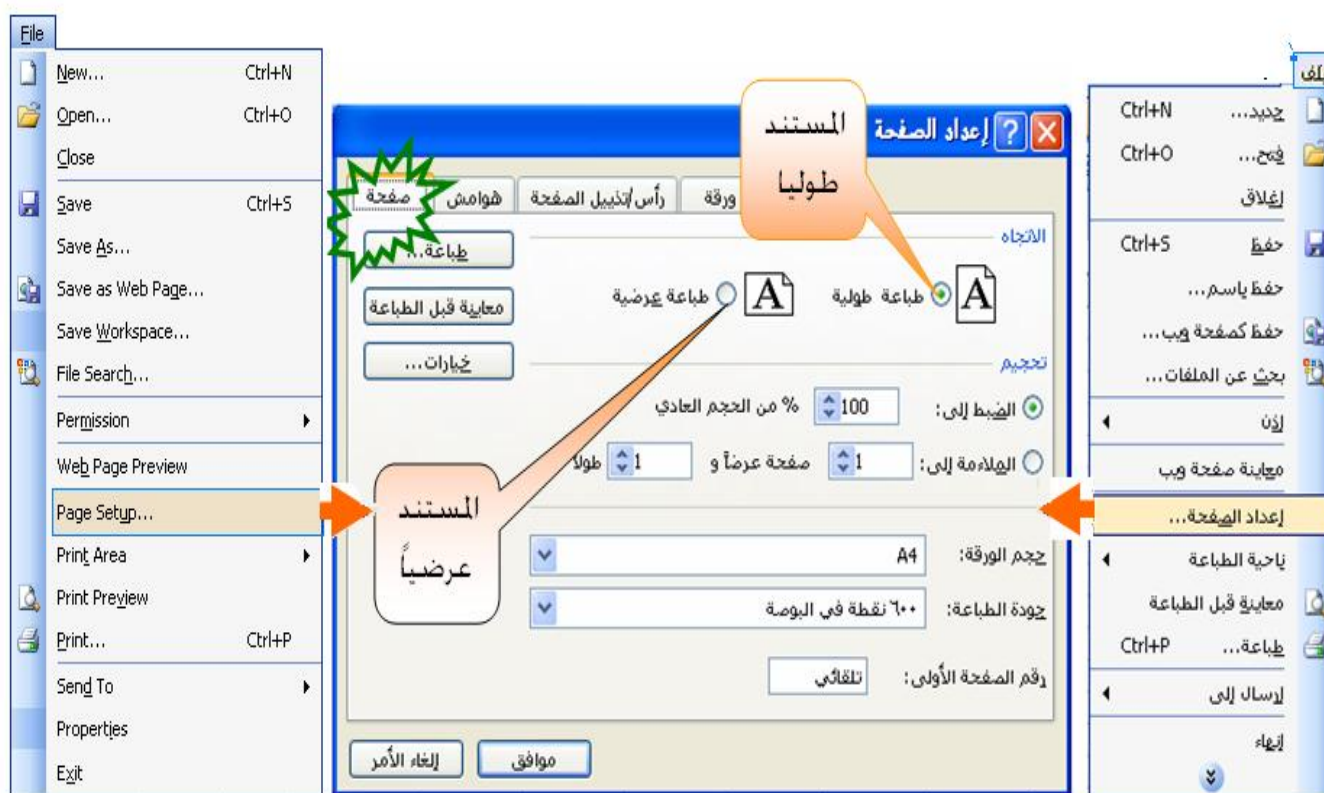 File
New... Ctrl+N
Open... Ctrl+O
Close
Save Ctrl+S
Save As...
Save as Web Page...
Save Workspace...
File Search...
Permission
Web Page Preview
Page Setup...
Print Area
Print Preview
Print... Ctrl+P
Send To
Properties
Exit
المستند
طوليا
إعداد الصفحة
صفحة هوامش رأس/تذييل الصفحة ورقة
الاتجاه
طباعة طولية طباعة عرضية
طباعة...
معاينة قبل الطباعة
خيارات...
تحجيم
الضبط إلى: 100 % من الحجم العادي
الملاءمة إلى: 1 صفحة عرضاً و 1 طولاً
المستند
عرضياً
حجم الورقة: A4
جودة الطباعة: ٦٠٠ نقطة في البوصة
رقم الصفحة الأولى: تلقائي
موافق إلغاء الأمر
جديد... Ctrl+N
فتح... Ctrl+O
إغلاق
حفظ Ctrl+S
حفظ باسم...
حفظ كصفحة ويب...
بحث عن الملفات...
إذن
معاينة صفحة ويب
إعداد الصفحة...
ناحية الطباعة
معاينة قبل الطباعة
طباعة... Ctrl+P
إرسال إلى
إنهاء